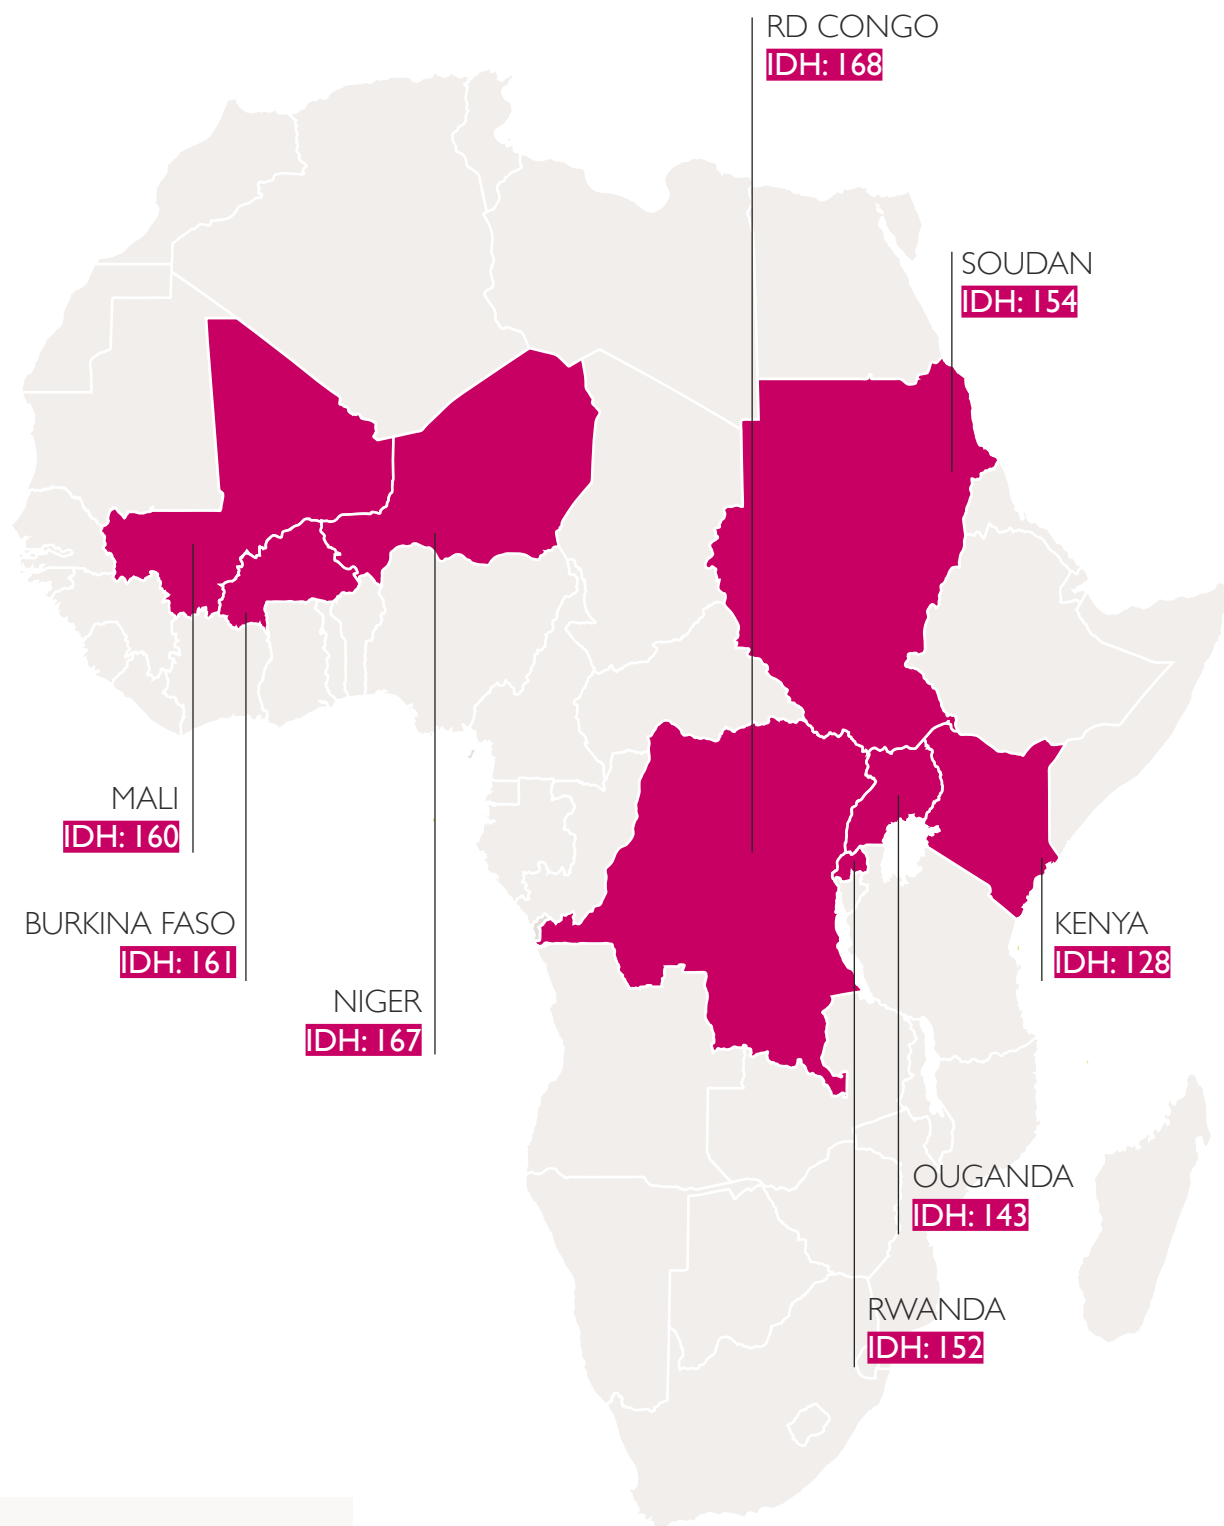 RD CONGO
IDH: 168
SOUDAN
IDH: 154
MALI
IDH: 160
BURKINA FASO
IDH: 161
NIGER
IDH: 167
KENYA
IDH: 128
OUGANDA
IDH: 143
RWANDA
IDH: 152